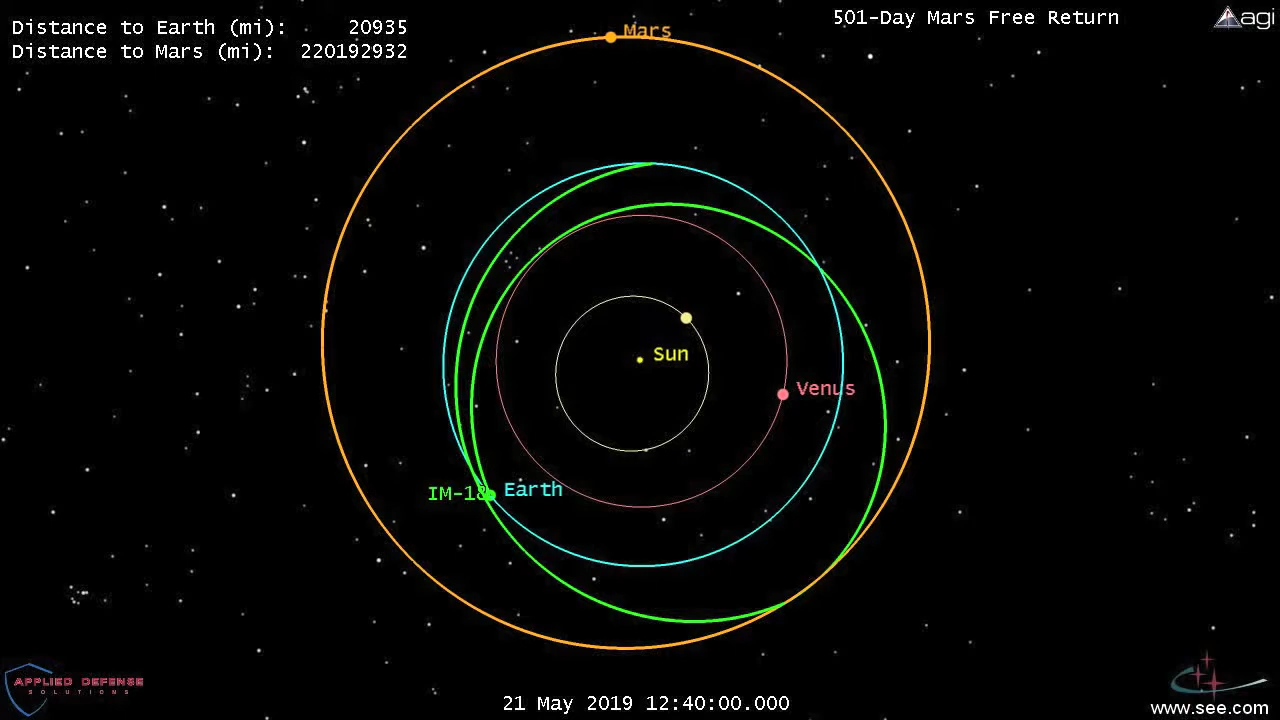 Distance to Earth (mi): 20935
Distance to Mars (mi): 220192932
501-Day Mars Free Return
agi
Mars
Sun
Venus
IM-18
Earth
APPLIED DEFENSE
SOLUTIONS
21 May 2019 12:40:00.000
www.see.com